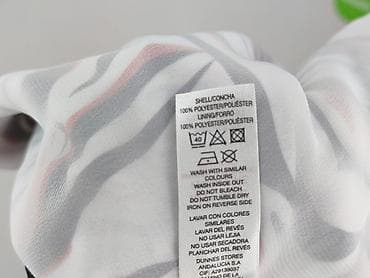 SHELL/CONCHA
100% POLYESTER/POLIÉSTER
LINING/FORRO
100% POLYESTER/POLIÉSTER
40
WASH WITH SIMILAR
COLOURS
WASH INSIDE OUT
DO NOT BLEACH
DO NOT TUMBLE DRY
IRON ON REVERSE SIDE
LAVAR CON COLORES
SIMILARES
LAVAR DEL REVÉS
NO USAR LEJIA
NO USAR SECADORA
PLANCHAR DEL REVÉS
DUNNES STORES
ANDALUCIA S.A